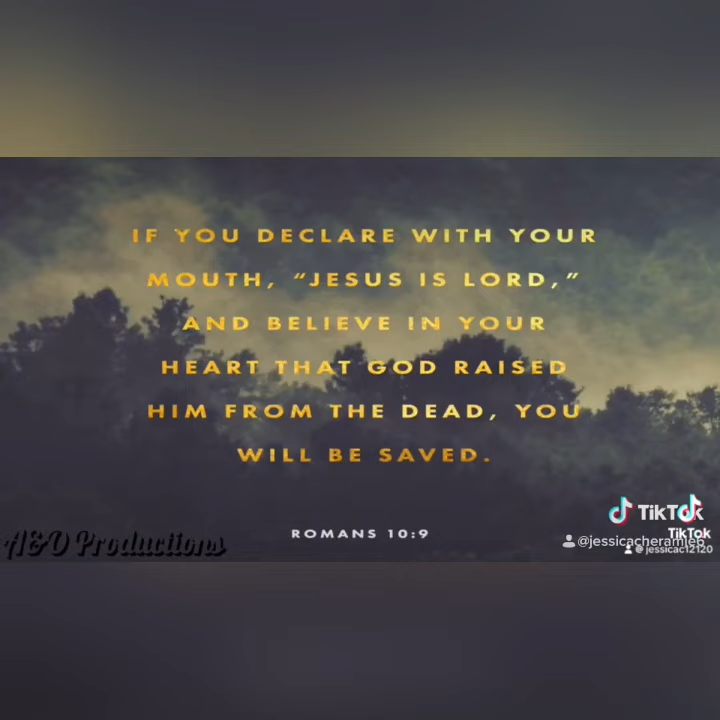 IF YOU DECLARE WITH YOUR
MOUTH, “JESUS IS LORD,”
AND BELIEVE IN YOUR
HEART THAT GOD RAISED
HIM FROM THE DEAD, YOU
WILL BE SAVED.
ROMANS 10:9
A&D Productions
TikTok
TikTok
@jessicacheramie6
@jessicac12120